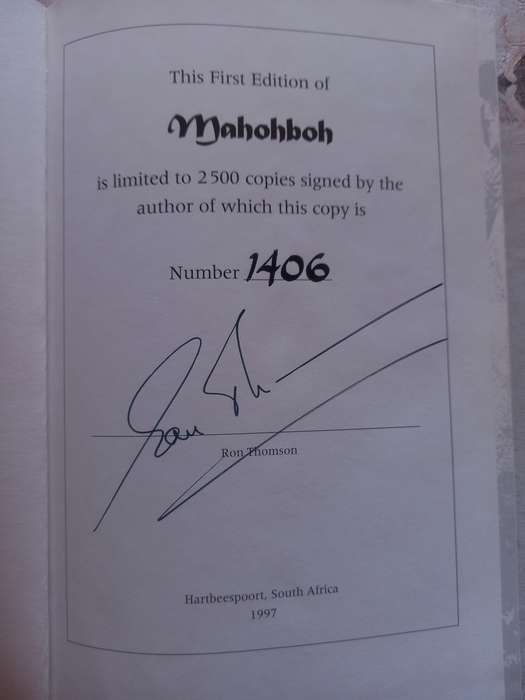 This First Edition of
Mahohboh
is limited to 2500 copies signed by the
author of which this copy is
Number 1406
Ron Thomson
Hartbeespoort, South Africa
1997